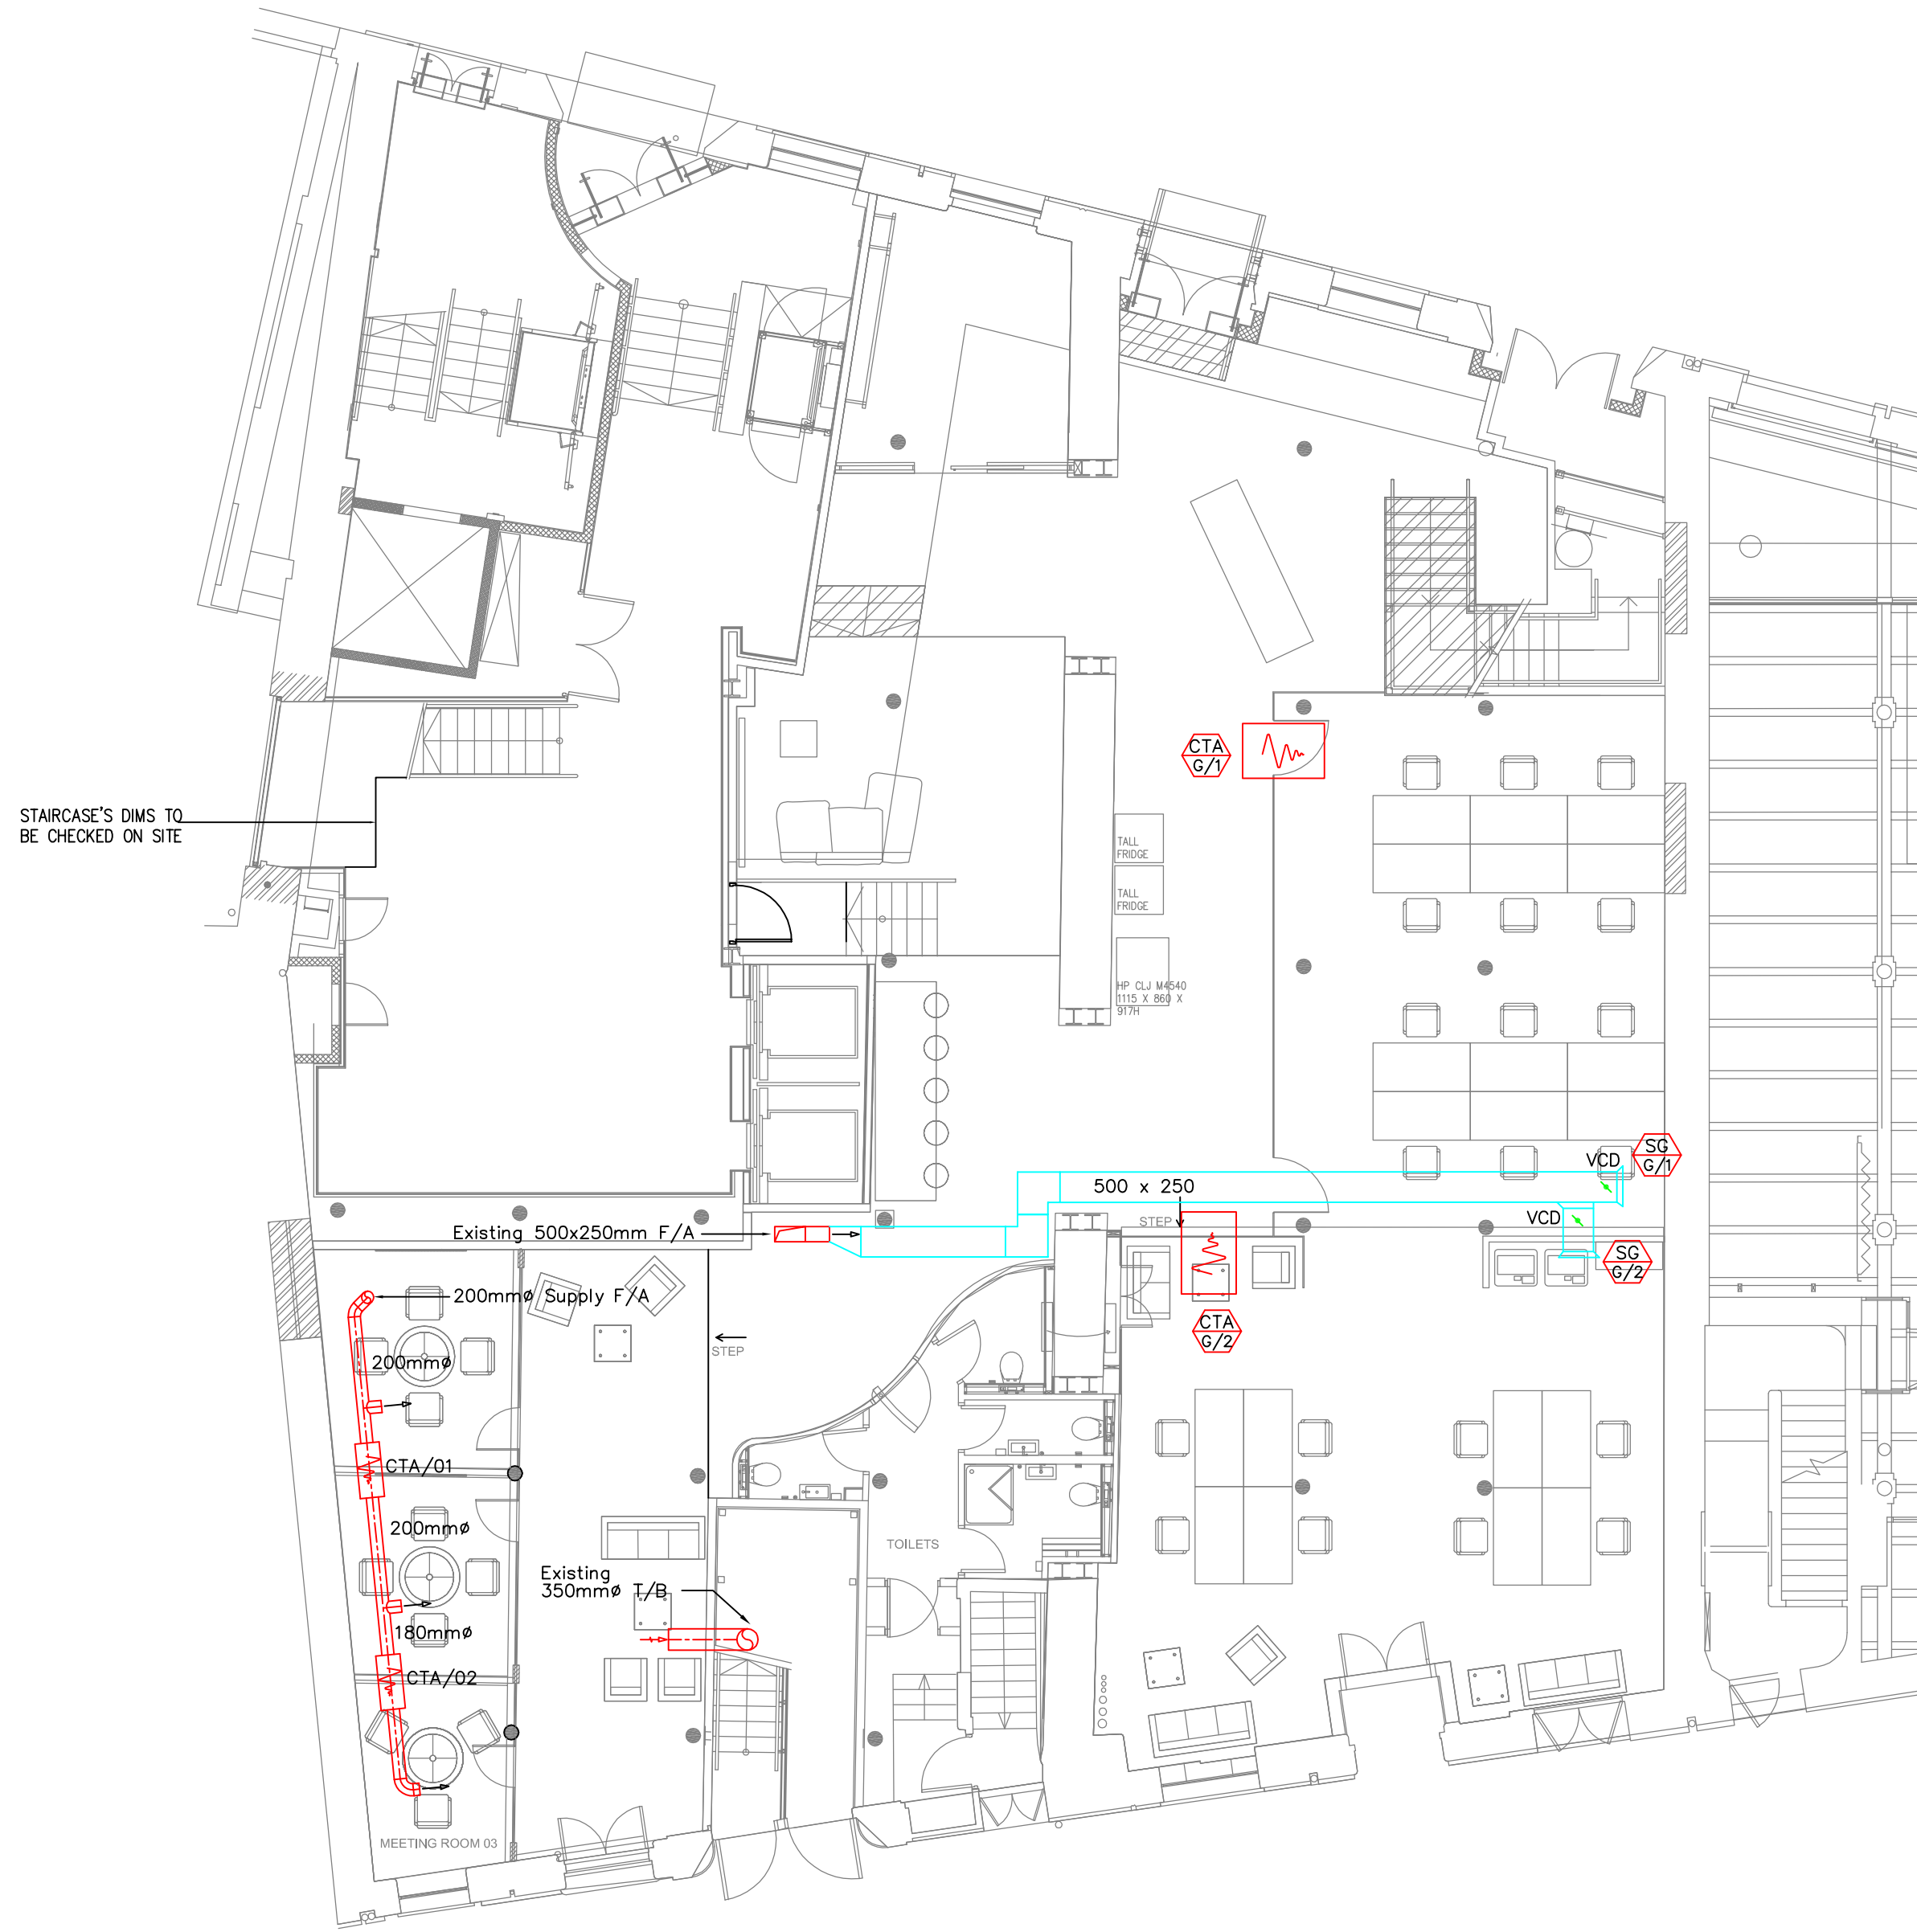 CTA
G/1
STAIRCASE'S DIMS TO
BE CHECKED ON SITE
TALL
FRIDGE
TALL
FRIDGE
HP CLJ M4540
1115 X 860 X
917H
SG
G/1
VCD
500 x 250
STEP
VCD
Existing 500x250mm F/A
SG
G/2
200mmø Supply F/A
CTA
G/2
STEP
200mmø
CTA/01
200mmø
TOILETS
Existing
350mmø T/B
180mmø
CTA/02
MEETING ROOM 03